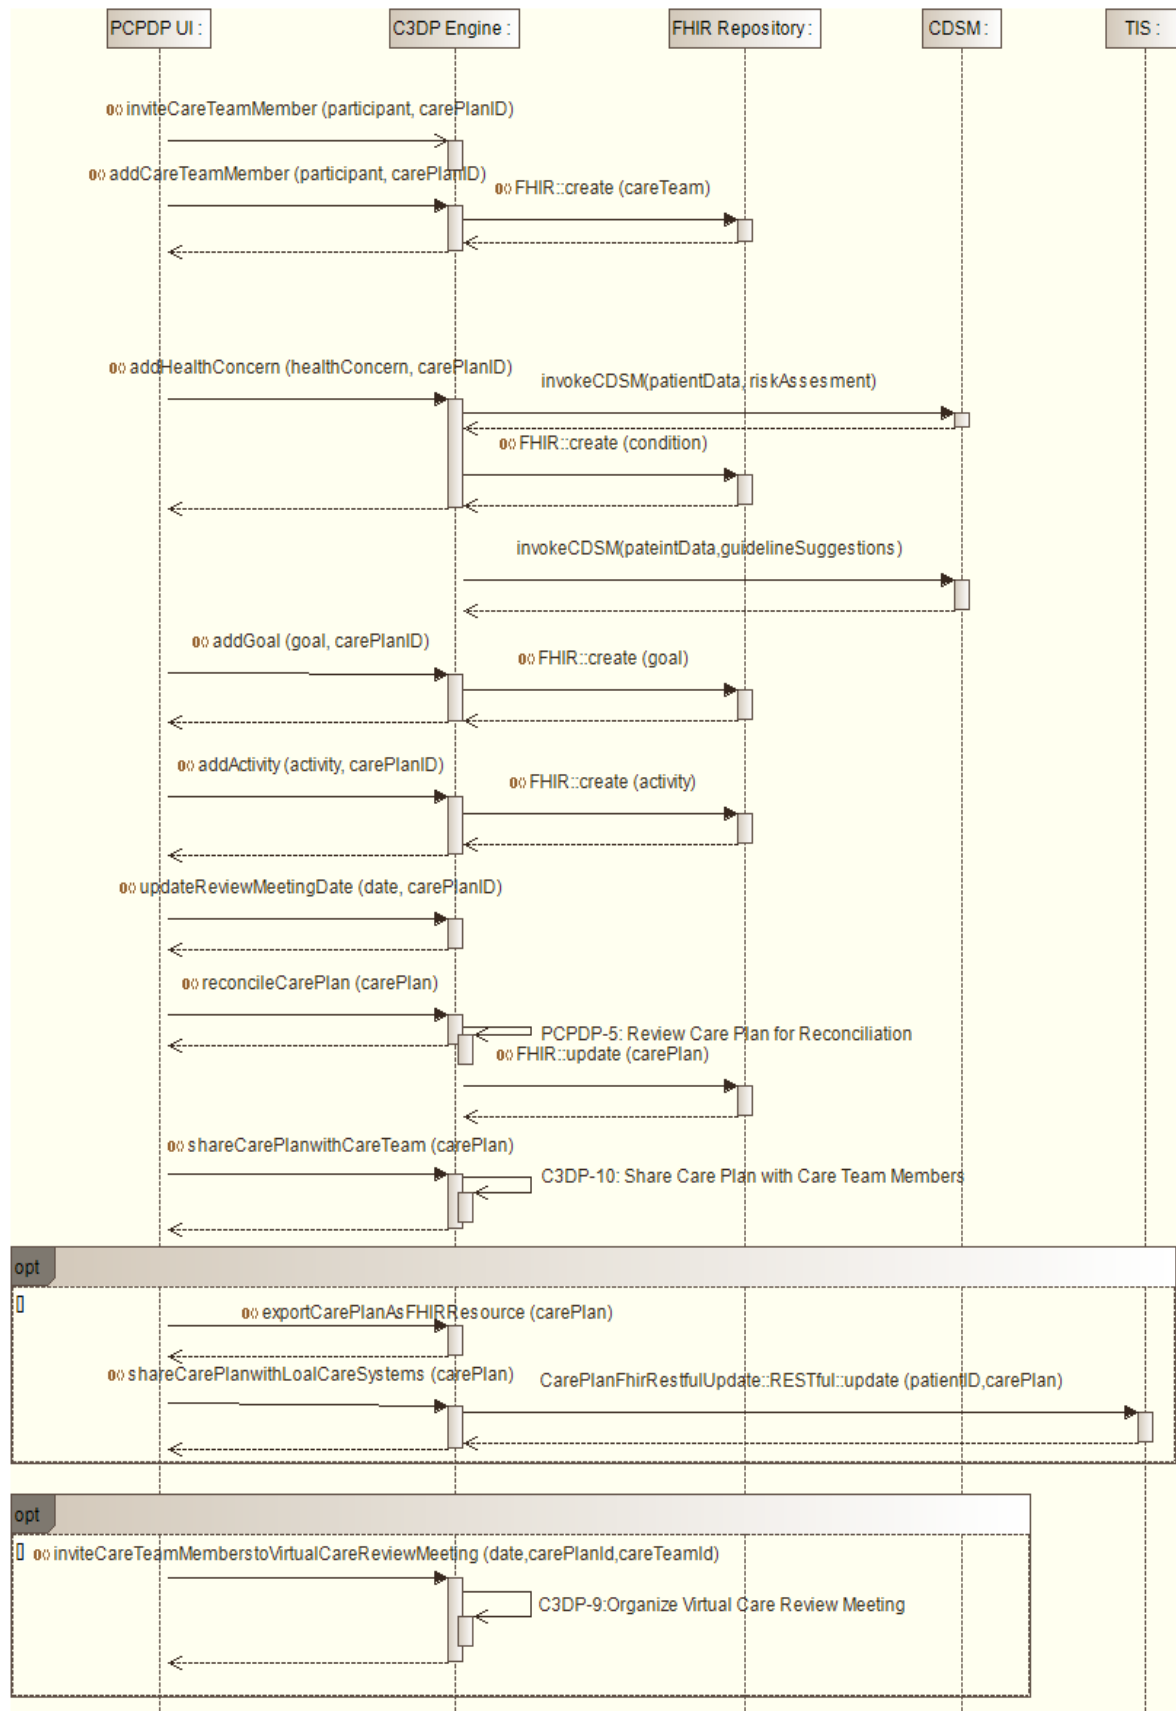 PCPDP UI :
C3DP Engine :
FHIR Repository :
CDSM :
TIS :
inviteCareTeamMember (participant, carePlanID)
addCareTeamMember (participant, carePlanID)
FHIR::create (careTeam)
addHealthConcern (healthConcern, carePlanID)
invokeCDSM(patientData, riskAssesment)
FHIR::create (condition)
invokeCDSM(pateintData,guidelineSuggestions)
addGoal (goal, carePlanID)
FHIR::create (goal)
addActivity (activity, carePlanID)
FHIR::create (activity)
updateReviewMeetingDate (date, carePlanID)
reconcileCarePlan (carePlan)
PCPDP-5: Review Care Plan for Reconciliation
FHIR::update (carePlan)
shareCarePlanwithCareTeam (carePlan)
C3DP-10: Share Care Plan with Care Team Members
opt
exportCarePlanAsFHIRResource (carePlan)
shareCarePlanwithLoalCareSystems (carePlan)
CarePlanFhirRestfulUpdate::RESTful::update (patientID,carePlan)
opt
inviteCareTeamMemberstoVirtualCareReviewMeeting (date,carePlanId,careTeamId)
C3DP-9:Organize Virtual Care Review Meeting